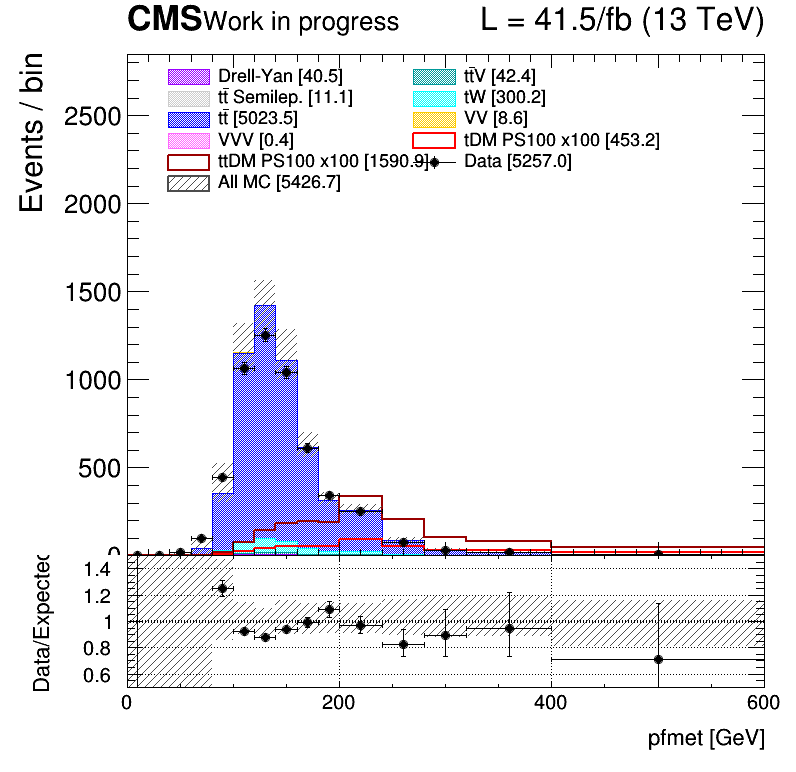 CMS Work in progress L = 41.5/fb (13 TeV)
Drell-Yan [40.5] tt̄V [42.4]
tt̄ Semilep. [11.1] tW [300.2]
tt̄ [5023.5] VV [8.6]
VVV [0.4] tDM PS100 x100 [453.2]
ttDM PS100 x100 [1590.9] Data [5257.0]
All MC [5426.7]
Events / bin
2500
2000
1500
1000
500
0
Data/Expected
1.4
1.2
1
0.8
0.6
0 200 400 600
pfmet [GeV]